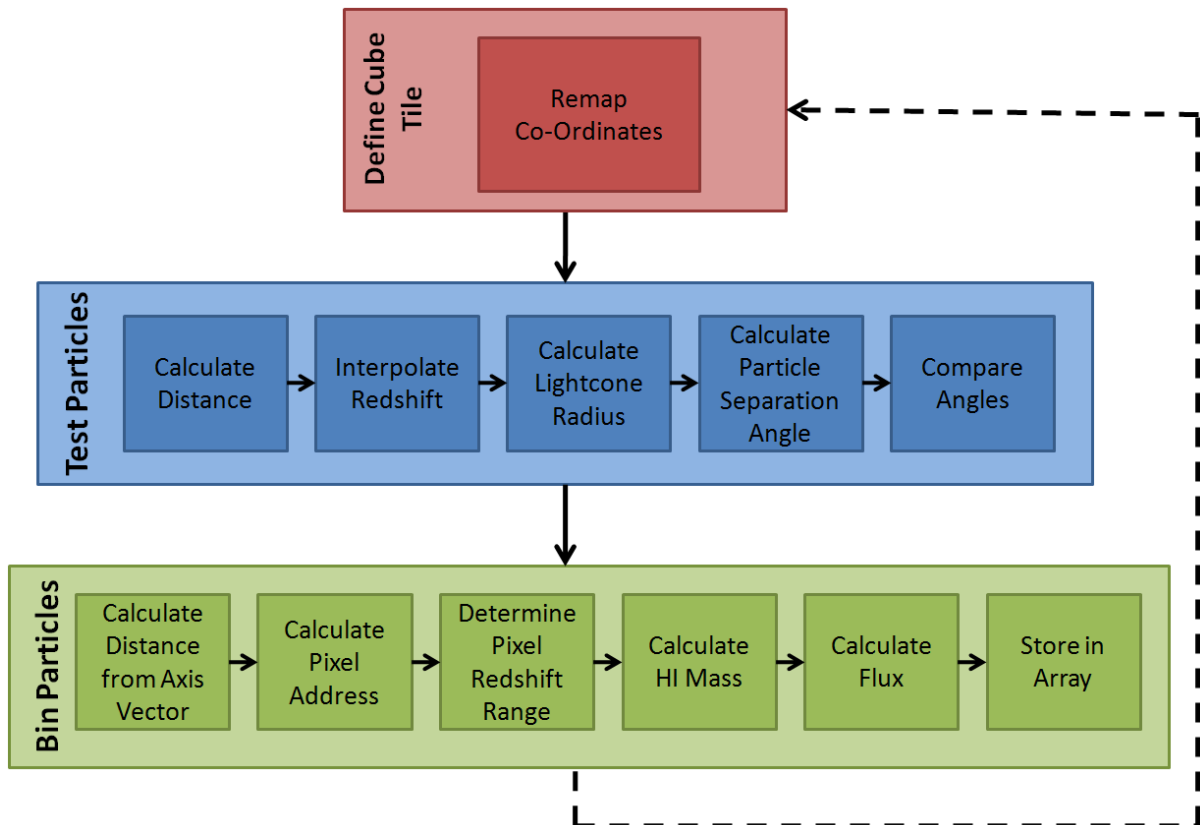 Define Cube
Tile
Remap
Co-Ordinates
Test Particles
Calculate
Distance
Interpolate
Redshift
Calculate
Lightcone
Radius
Calculate
Particle
Separation
Angle
Compare
Angles
Bin Particles
Calculate
Distance
from Axis
Vector
Calculate
Pixel
Address
Determine
Pixel
Redshift
Range
Calculate
HI Mass
Calculate
Flux
Store in
Array